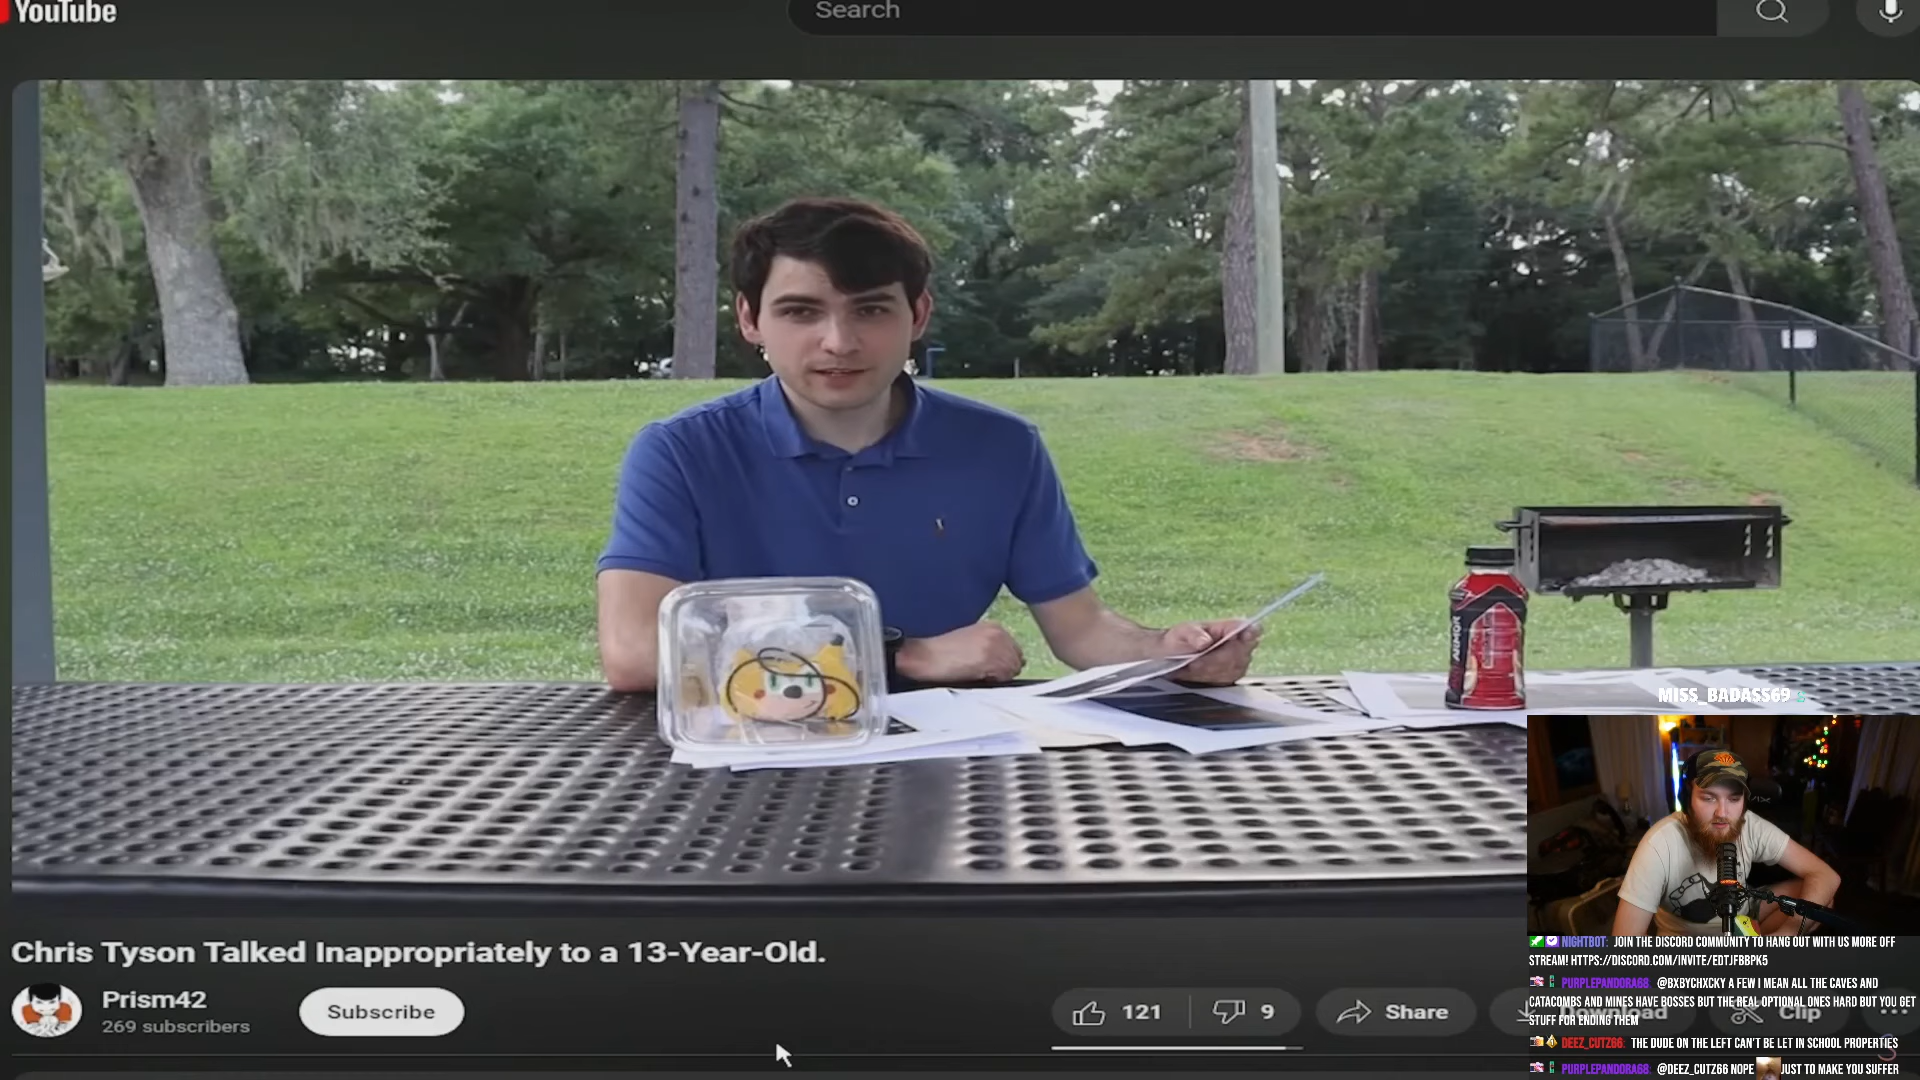 YouTube
Search
ARMOR
MISS_BADASS69
Chris Tyson Talked Inappropriately to a 13-Year-Old.
Prism42
269 subscribers
Subscribe
121
9
Share
Download
Clip
NIGHTBOT: JOIN THE DISCORD COMMUNITY TO HANG OUT WITH US MORE OFF
STREAM! HTTPS://DISCORD.COM/INVITE/EDTJFBBPK5
PURPLEPANDORA68: @BXBYCHXCKY A FEW I MEAN ALL THE CAVES AND
CATACOMBS AND MINES HAVE BOSSES BUT THE REAL OPTIONAL ONES HARD BUT YOU GET
STUFF FOR ENDING THEM
DEEZ_CUTZ66: THE DUDE ON THE LEFT CAN'T BE LET IN SCHOOL PROPERTIES
PURPLEPANDORA68: @DEEZ_CUTZ66 NOPE JUST TO MAKE YOU SUFFER